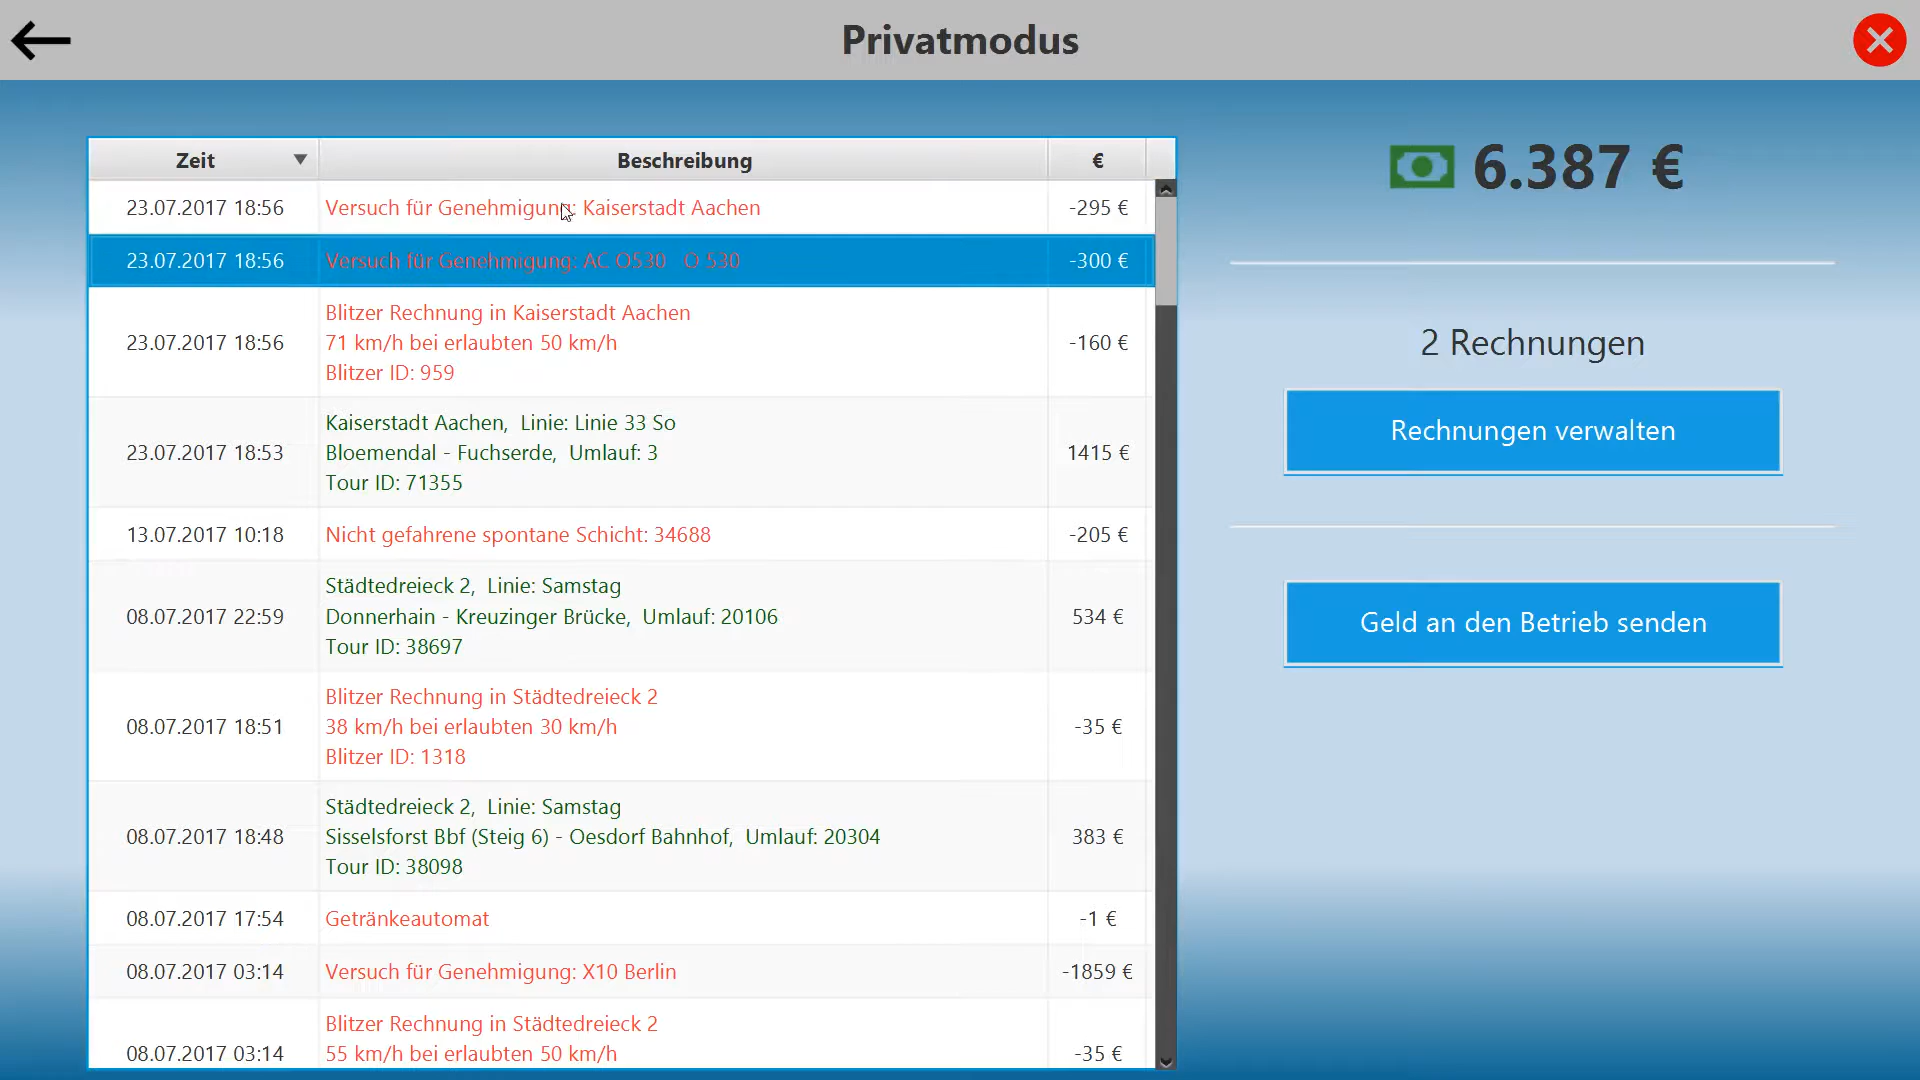 Privatmodus
Zeit Beschreibung €
23.07.2017 18:56 Versuch für Genehmigung: Kaiserstadt Aachen -295 €
23.07.2017 18:56 Versuch für Genehmigung: AC O530 - O 530 -300 €
Blitzer Rechnung in Kaiserstadt Aachen
23.07.2017 18:56 71 km/h bei erlaubten 50 km/h -160 €
Blitzer ID: 959
Kaiserstadt Aachen, Linie: Linie 33 So
23.07.2017 18:53 Bloemendal - Fuchserde, Umlauf: 3 1415 €
Tour ID: 71355
13.07.2017 10:18 Nicht gefahrene spontane Schicht: 34688 -205 €
Städtedreieck 2, Linie: Samstag
08.07.2017 22:59 Donnerhain - Kreuzinger Brücke, Umlauf: 20106 534 €
Tour ID: 38697
Blitzer Rechnung in Städtedreieck 2
08.07.2017 18:51 38 km/h bei erlaubten 30 km/h -35 €
Blitzer ID: 1318
Städtedreieck 2, Linie: Samstag
08.07.2017 18:48 Sisselsforst Bbf (Steig 6) - Oesdorf Bahnhof, Umlauf: 20304 383 €
Tour ID: 38098
08.07.2017 17:54 Getränkeautomat -1 €
08.07.2017 03:14 Versuch für Genehmigung: X10 Berlin -1859 €
Blitzer Rechnung in Städtedreieck 2
08.07.2017 03:14 55 km/h bei erlaubten 50 km/h -35 €
6.387 €
2 Rechnungen
Rechnungen verwalten
Geld an den Betrieb senden